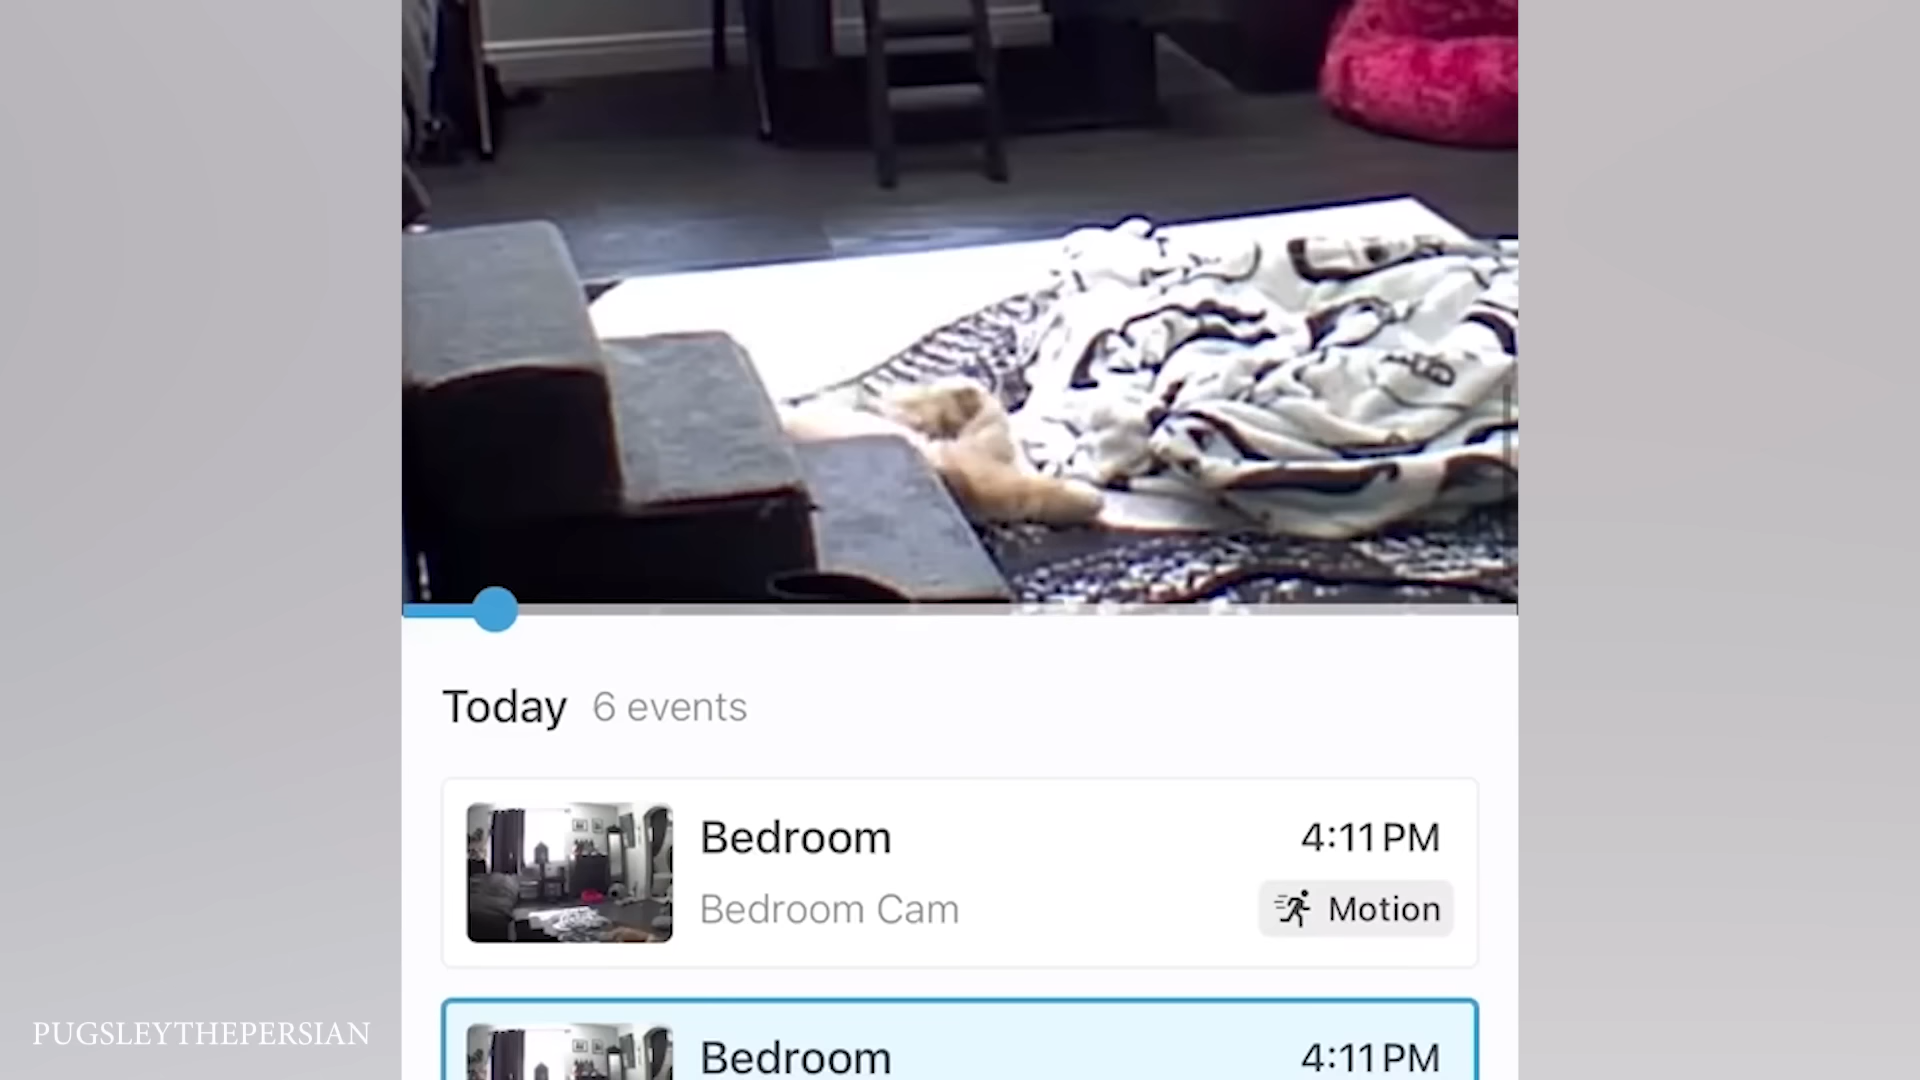 Today 6 events
Bedroom 4:11 PM
Bedroom Cam Motion
Bedroom 4:11 PM
PUGSLEYTHEPERSIAN